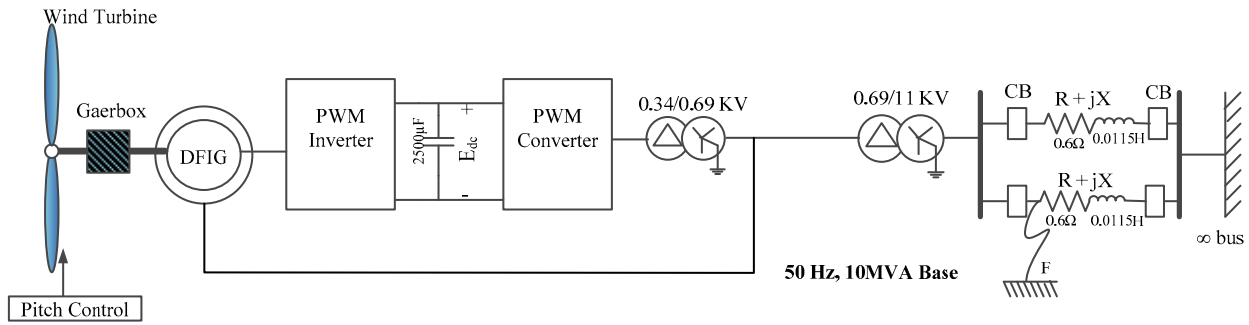 Wind Turbine
Gaerbox
DFIG
Pitch Control
PWM
Inverter
2500μF
+
Edc
-
PWM
Converter
0.34/0.69 KV
0.69/11 KV
CB
R + jX
0.6Ω
0.0115H
CB
R + jX
0.6Ω
0.0115H
F
∞ bus
50 Hz, 10MVA Base